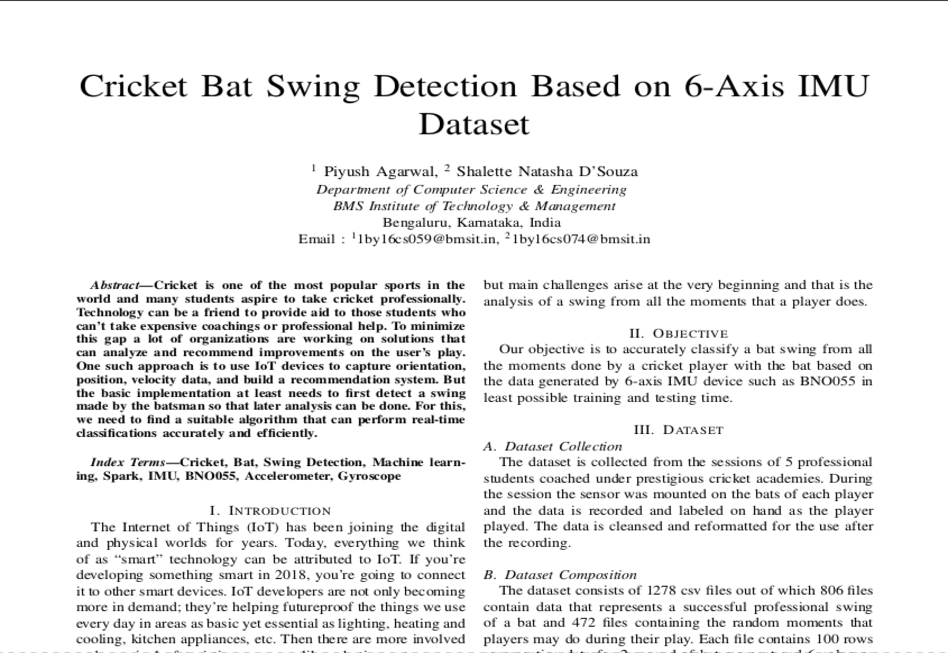 Cricket Bat Swing Detection Based on 6-Axis IMU
Dataset
1 Piyush Agarwal, 2 Shalette Natasha D'Souza
Department of Computer Science & Engineering
BMS Institute of Technology & Management
Bengaluru, Karnataka, India
Email : 11by16cs059@bmsit.in, 21by16cs074@bmsit.in
Abstract—Cricket is one of the most popular sports in the
world and many students aspire to take cricket professionally.
Technology can be a friend to provide aid to those students who
can't take expensive coachings or professional help. To minimize
this gap a lot of organizations are working on solutions that
can analyze and recommend improvements on the user's play.
One such approach is to use IoT devices to capture orientation,
position, velocity data, and build a recommendation system. But
the basic implementation at least needs to first detect a swing
made by the batsman so that later analysis can be done. For this,
we need to find a suitable algorithm that can perform real-time
classifications accurately and efficiently.
Index Terms—Cricket, Bat, Swing Detection, Machine learn-
ing, Spark, IMU, BNO055, Accelerometer, Gyroscope
I. Introduction
The Internet of Things (IoT) has been joining the digital
and physical worlds for years. Today, everything we think
of as “smart” technology can be attributed to IoT. If you're
developing something smart in 2018, you're going to connect
it to other smart devices. IoT developers are not only becoming
more in demand; they're helping futureproof the things we use
every day in areas as basic yet essential as lighting, heating and
cooling, kitchen appliances, etc. Then there are more involved
but main challenges arise at the very beginning and that is the
analysis of a swing from all the moments that a player does.
II. Objective
Our objective is to accurately classify a bat swing from all
the moments done by a cricket player with the bat based on
the data generated by 6-axis IMU device such as BNO055 in
least possible training and testing time.
III. Dataset
A. Dataset Collection
The dataset is collected from the sessions of 5 professional
students coached under prestigious cricket academies. During
the session the sensor was mounted on the bats of each player
and the data is recorded and labeled on hand as the player
played. The data is cleansed and reformatted for the use after
the recording.
B. Dataset Composition
The dataset consists of 1278 csv files out of which 806 files
contain data that represents a successful professional swing
of a bat and 472 files containing the random moments that
players may do during their play. Each file contains 100 rows